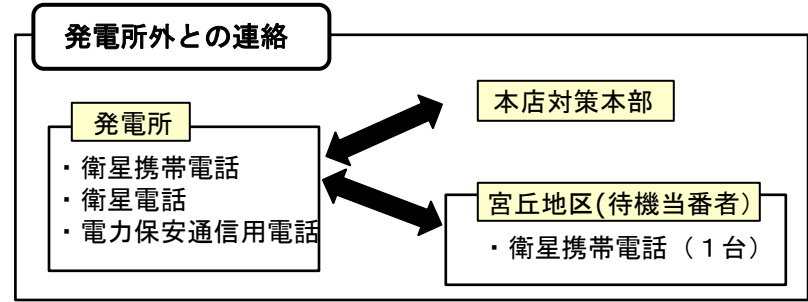 発電所外との連絡
発電所
・衛星携帯電話
・衛星電話
・電力保安通信用電話
本店対策本部
宮丘地区(待機当番者）
・衛星携帯電話（１台）